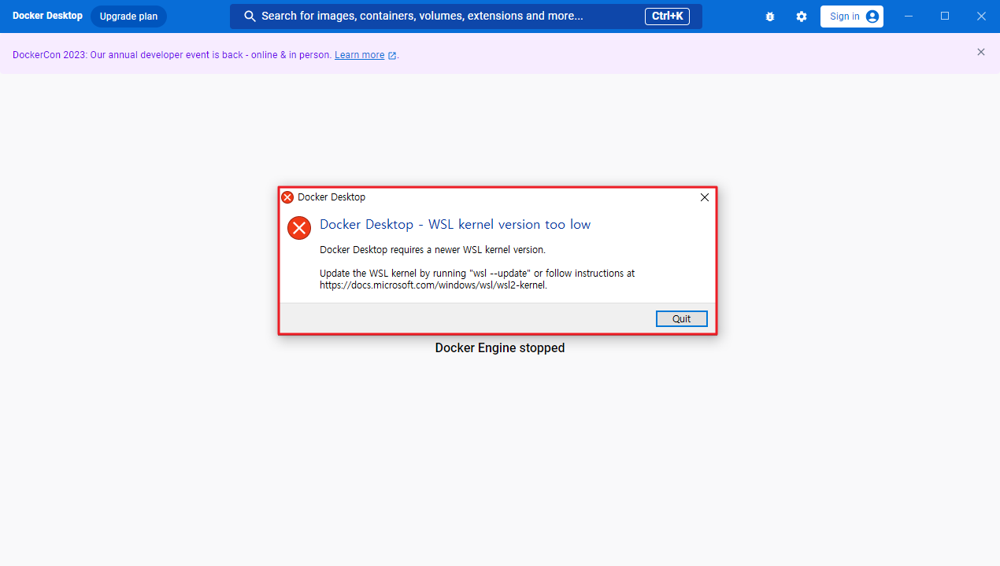 Docker Desktop Upgrade plan Search for images, containers, volumes, extensions and more... Ctrl+K Sign in
DockerCon 2023: Our annual developer event is back - online & in person. Learn more .
Docker Desktop
Docker Desktop - WSL kernel version too low
Docker Desktop requires a newer WSL kernel version.
Update the WSL kernel by running "wsl --update" or follow instructions at
https://docs.microsoft.com/windows/wsl/wsl2-kernel.
Quit
Docker Engine stopped